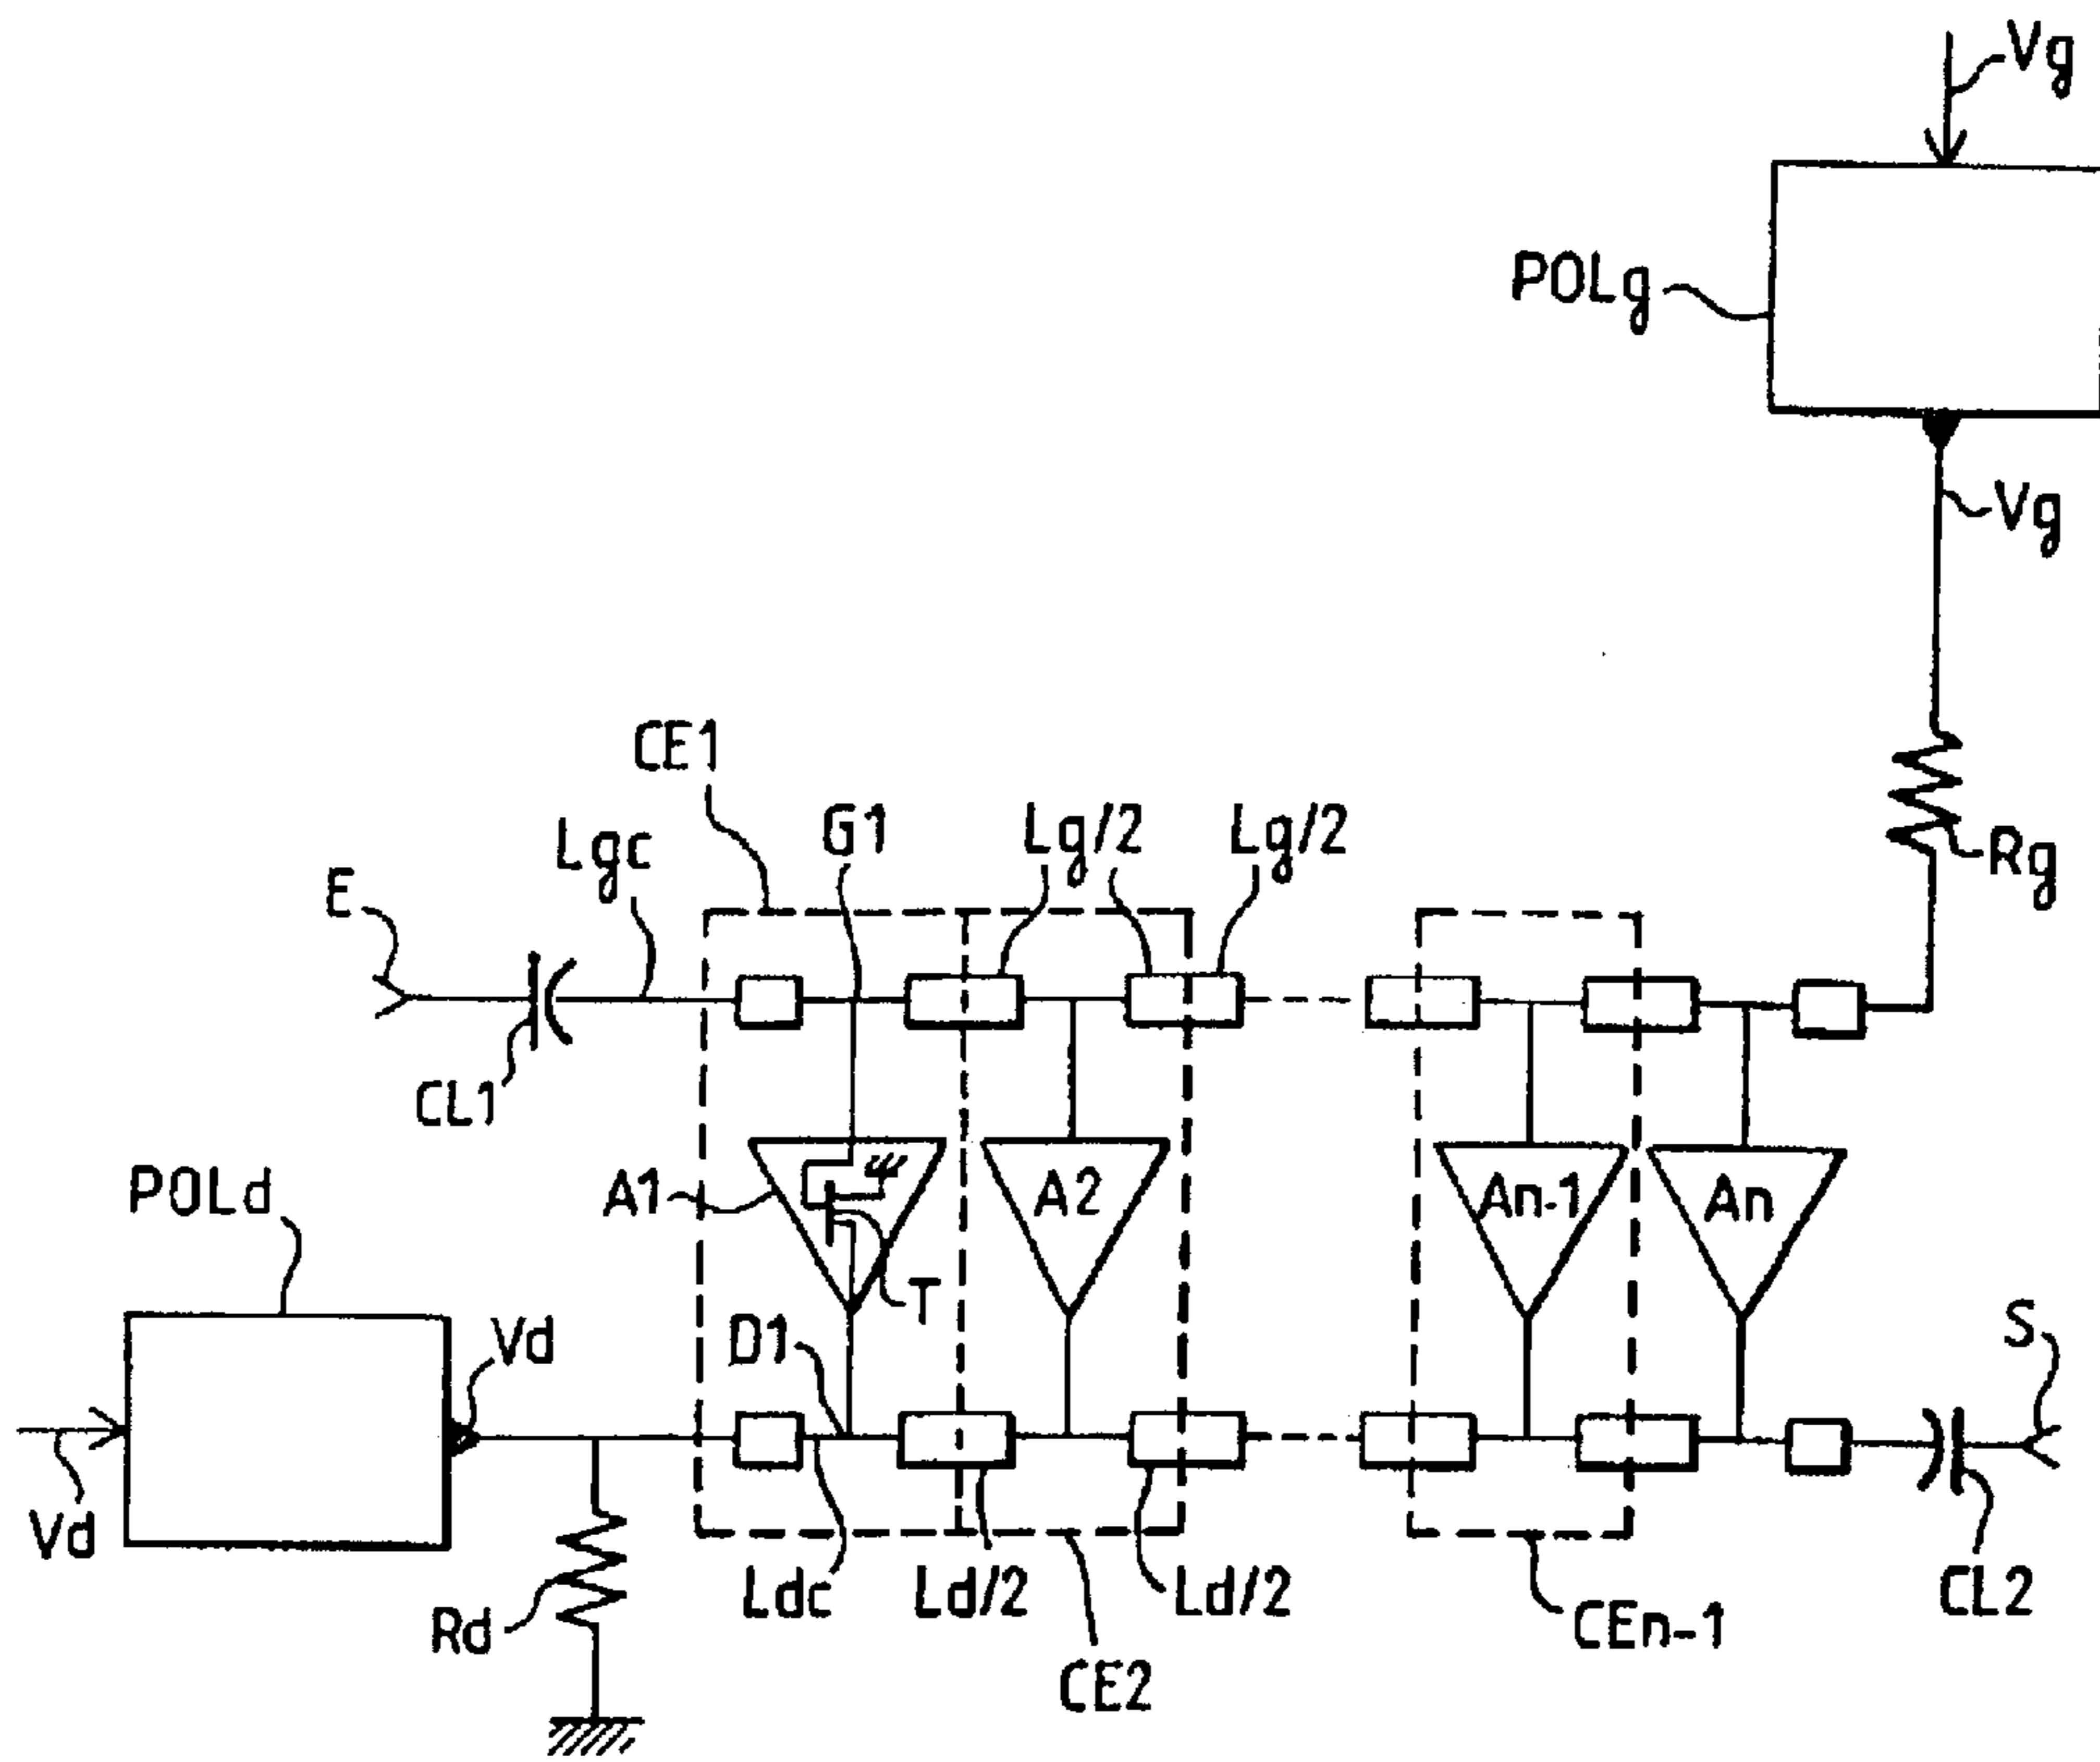 Vg
POLg
Vg
CE1
G1
Lg/2
Lg/2
Lgc
Rg
E
CL1
POLd
A1
A2
An-1
An
T
Vd
D1
S
Vd
Ldc
Ld/2
Ld/2
CL2
Rd
CEn-1
CE2